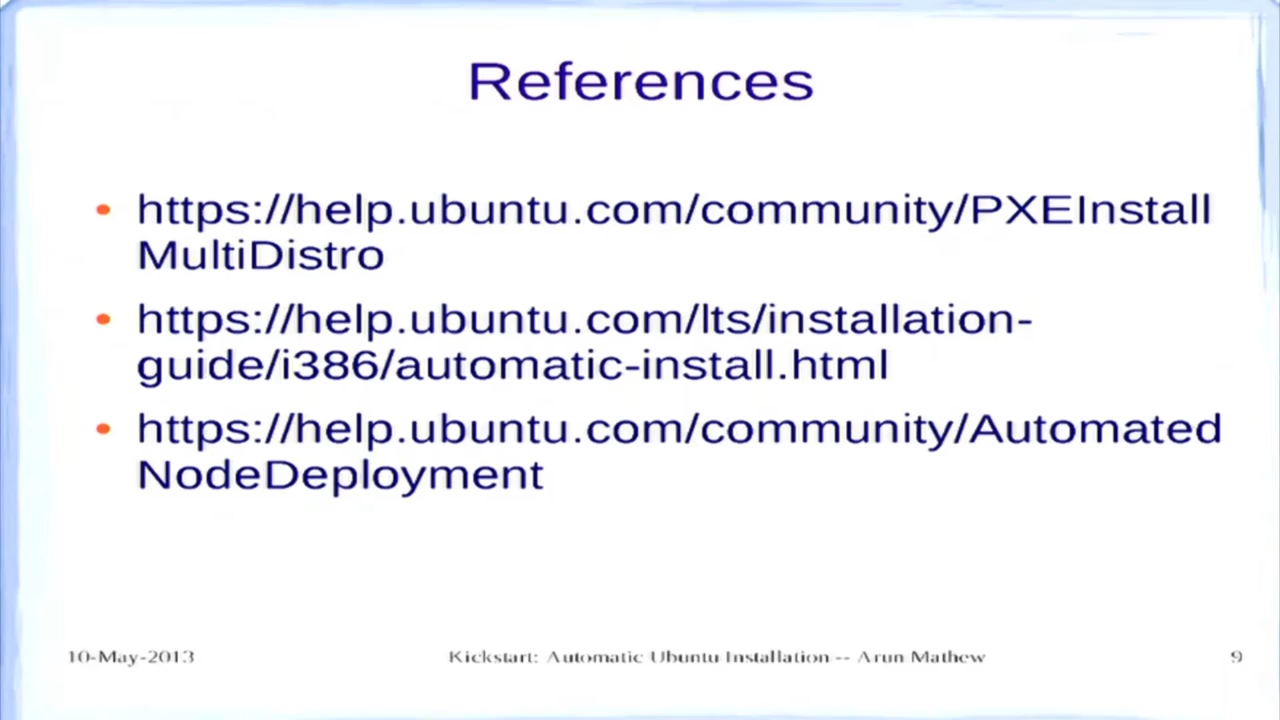 References
• https://help.ubuntu.com/community/PXEInstall
MultiDistro
• https://help.ubuntu.com/lts/installation-
guide/i386/automatic-install.html
• https://help.ubuntu.com/community/Automated
NodeDeployment
10-May-2013 Kickstart: Automatic Ubuntu Installation -- Arun Mathew 9